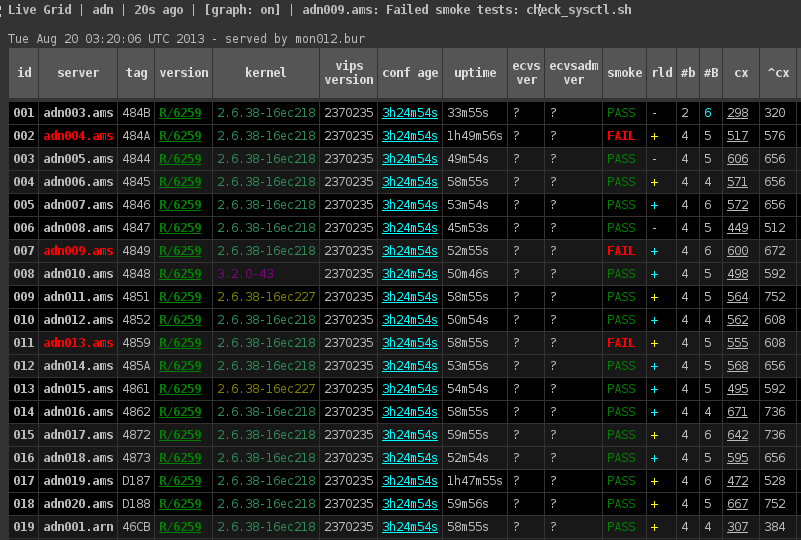 Live Grid | adn | 20s ago | [graph: on] | adn009.ams: Failed smoke tests: check_sysctl.sh
Tue Aug 20 03:20:06 UTC 2013 - served by mon012.bur
id server tag version kernel vips version conf age uptime ecvs ver ecvsadm ver smoke rld #b #B cx ^cx
001 adn003.ams 484B R/6259 2.6.38-16ec218 2370235 3h24m54s 33m55s ? ? PASS - 2 6 298 320
002 adn004.ams 484A R/6259 2.6.38-16ec218 2370235 3h24m54s 1h49m56s ? ? FAIL + 4 5 517 576
003 adn005.ams 4844 R/6259 2.6.38-16ec218 2370235 3h24m54s 49m54s ? ? PASS - 4 5 606 656
004 adn006.ams 4845 R/6259 2.6.38-16ec218 2370235 3h24m54s 58m55s ? ? PASS + 4 4 571 656
005 adn007.ams 4846 R/6259 2.6.38-16ec218 2370235 3h24m54s 53m54s ? ? PASS + 4 6 572 656
006 adn008.ams 4847 R/6259 2.6.38-16ec218 2370235 3h24m54s 45m53s ? ? PASS - 4 5 449 512
007 adn009.ams 4849 R/6259 2.6.38-16ec218 2370235 3h24m54s 52m55s ? ? FAIL + 4 6 600 672
008 adn010.ams 4848 R/6259 3.2.0-43 2370235 3h24m54s 50m46s ? ? PASS + 4 5 498 592
009 adn011.ams 4851 R/6259 2.6.38-16ec227 2370235 3h24m54s 58m55s ? ? PASS + 4 5 564 752
010 adn012.ams 4852 R/6259 2.6.38-16ec218 2370235 3h24m54s 50m54s ? ? PASS + 4 4 562 608
011 adn013.ams 4859 R/6259 2.6.38-16ec218 2370235 3h24m54s 58m55s ? ? FAIL + 4 5 555 608
012 adn014.ams 485A R/6259 2.6.38-16ec218 2370235 3h24m54s 53m55s ? ? PASS + 4 5 568 656
013 adn015.ams 4861 R/6259 2.6.38-16ec227 2370235 3h24m54s 54m54s ? ? PASS + 4 5 495 592
014 adn016.ams 4862 R/6259 2.6.38-16ec218 2370235 3h24m54s 58m55s ? ? PASS + 4 4 671 736
015 adn017.ams 4872 R/6259 2.6.38-16ec218 2370235 3h24m54s 59m55s ? ? PASS + 4 6 642 736
016 adn018.ams 4873 R/6259 2.6.38-16ec218 2370235 3h24m54s 52m54s ? ? PASS + 4 5 595 656
017 adn019.ams D187 R/6259 2.6.38-16ec218 2370235 3h24m54s 1h47m55s ? ? PASS + 4 6 472 528
018 adn020.ams D188 R/6259 2.6.38-16ec218 2370235 3h24m54s 59m56s ? ? PASS + 4 5 667 752
019 adn001.arn 46CB R/6259 2.6.38-16ec218 2370235 3h24m54s 58m55s ? ? PASS + 4 4 307 384